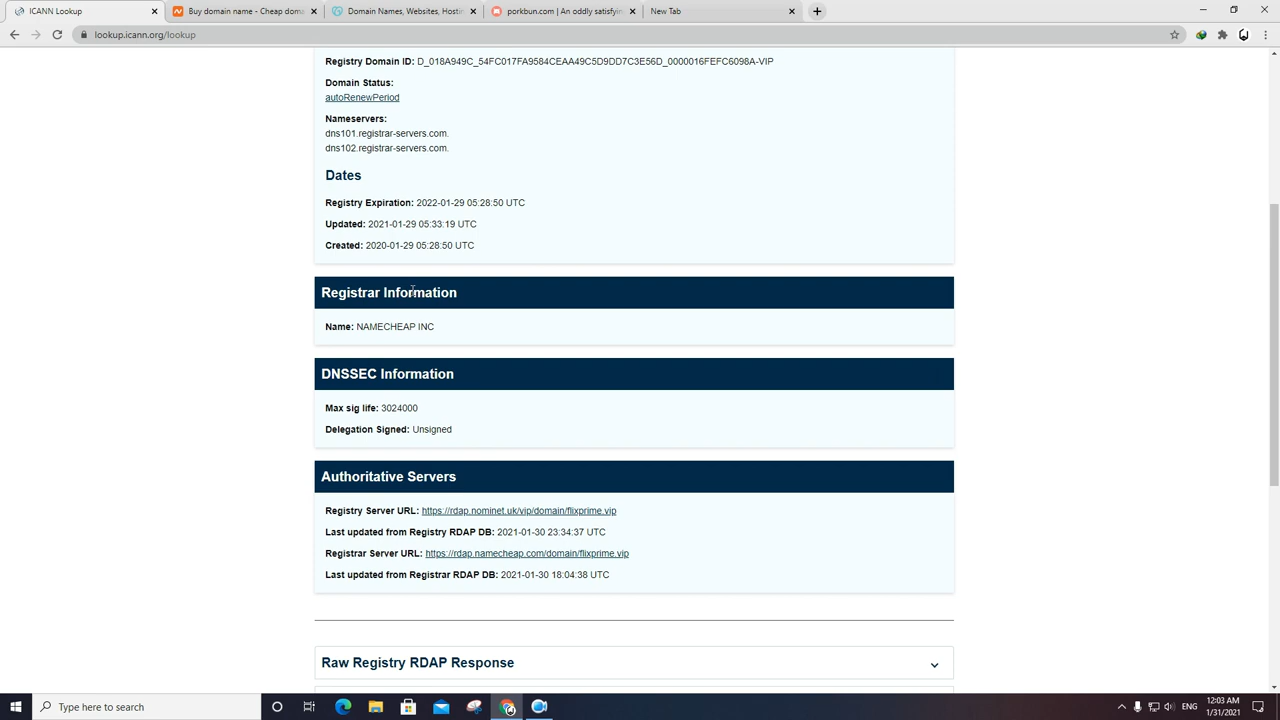 ICANN Lookup
Buy domain name - Cheap doma
Domain Names, Websites, Hostin
porkbun.com | An oddly satisfyin
New Tab
lookup.icann.org/lookup
Registry Domain ID: D_018A949C_54FC017FA9584CEAA49C5D9DD7C3E56D_0000016FEFC6098A-VIP
Domain Status:
autoRenewPeriod
Nameservers:
dns101.registrar-servers.com.
dns102.registrar-servers.com.
Dates
Registry Expiration: 2022-01-29 05:28:50 UTC
Updated: 2021-01-29 05:33:19 UTC
Created: 2020-01-29 05:28:50 UTC
Registrar Information
Name: NAMECHEAP INC
DNSSEC Information
Max sig life: 3024000
Delegation Signed: Unsigned
Authoritative Servers
Registry Server URL: https://rdap.nominet.uk/vip/domain/flixprime.vip
Last updated from Registry RDAP DB: 2021-01-30 23:34:37 UTC
Registrar Server URL: https://rdap.namecheap.com/domain/flixprime.vip
Last updated from Registrar RDAP DB: 2021-01-30 18:04:38 UTC
Raw Registry RDAP Response
Type here to search
ENG
12:03 AM
1/31/2021